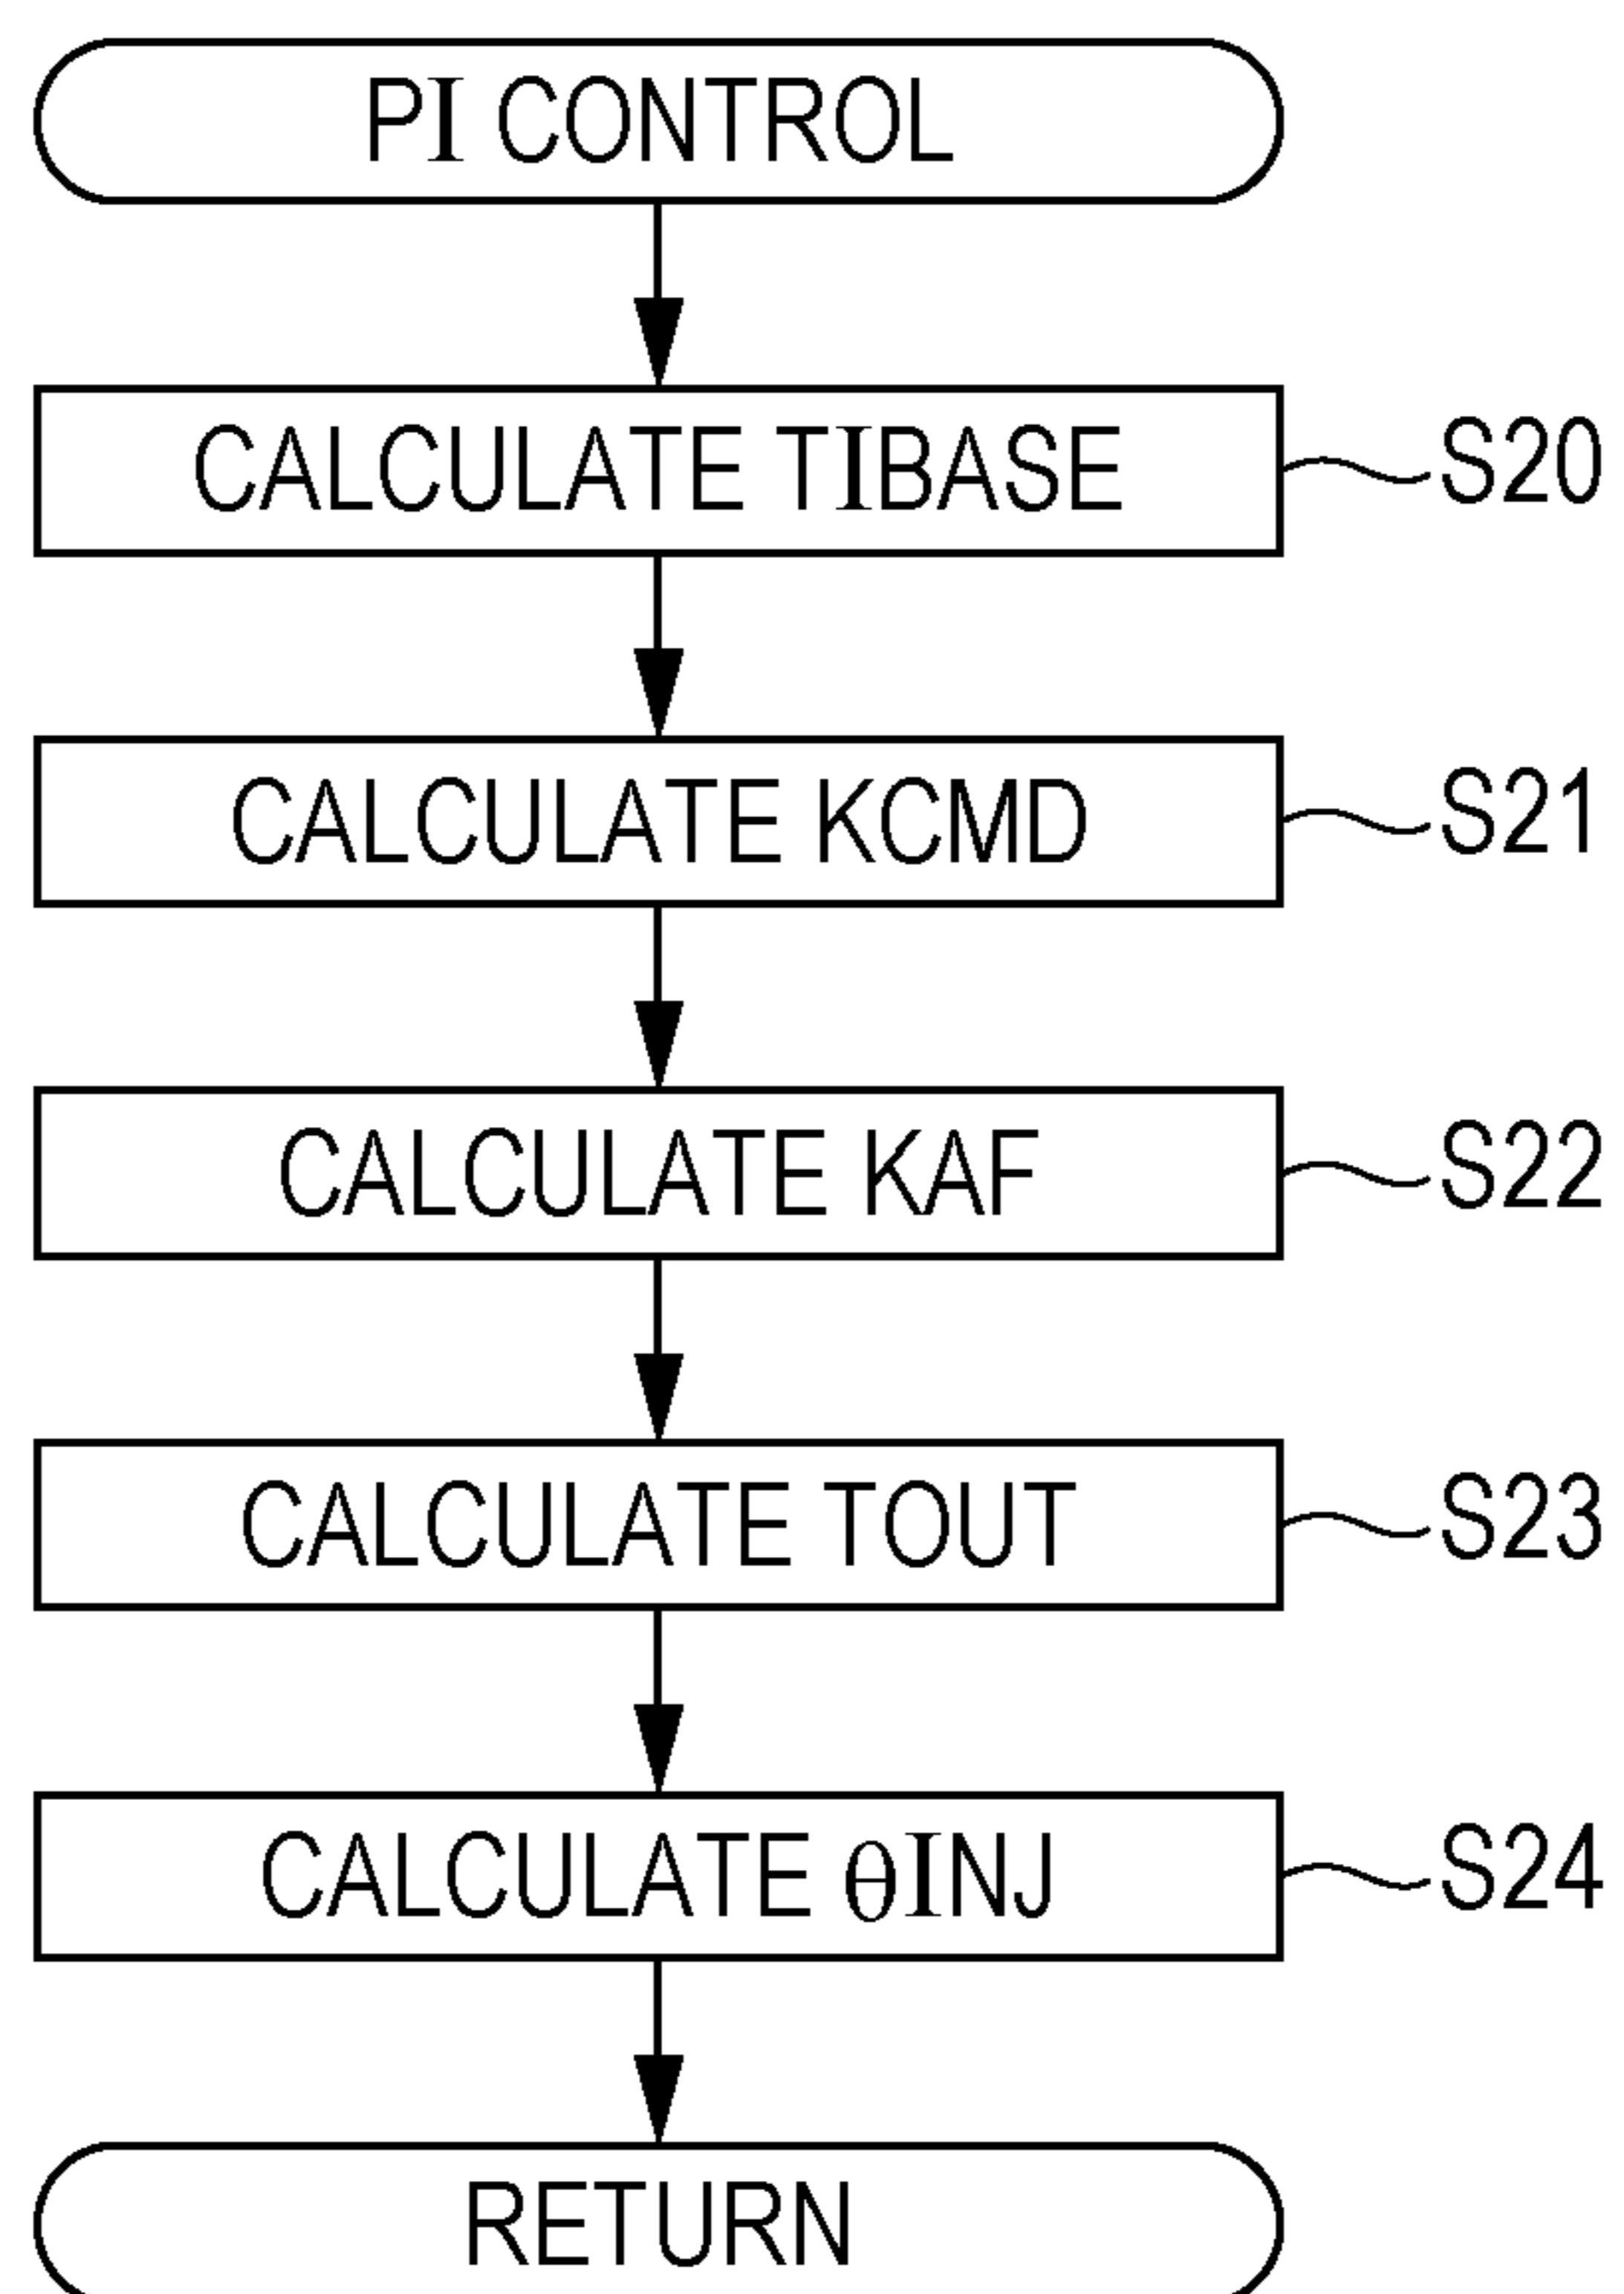 PI CONTROL
CALCULATE TIBASE
S20
CALCULATE KCMD
S21
CALCULATE KAF
S22
CALCULATE TOUT
S23
CALCULATE θINJ
S24
RETURN